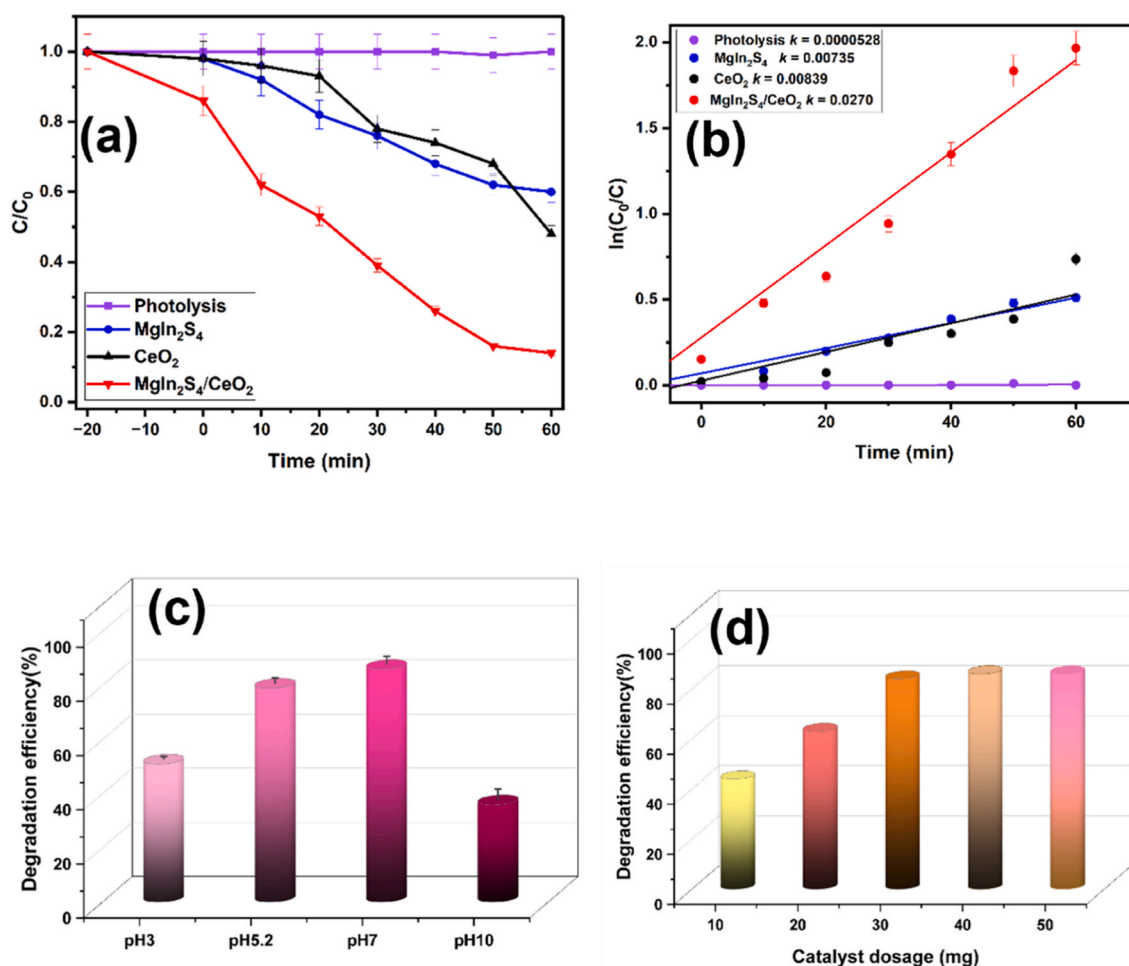 (a)
C/C₀
1.0
0.8
0.6
0.4
0.2
0.0
Photolysis
MgIn₂S₄
CeO₂
MgIn₂S₄/CeO₂
−20 −10 0 10 20 30 40 50 60
Time (min)
(b)
ln(C₀/C)
2.0
1.5
1.0
0.5
0.0
Photolysis k = 0.0000528
MgIn₂S₄ k = 0.00735
CeO₂ k = 0.00839
MgIn₂S₄/CeO₂ k = 0.0270
0 20 40 60
Time (min)
(c)
Degradation efficiency(%)
100
80
60
40
20
0
pH3 pH5.2 pH7 pH10
(d)
Degradation efficiency(%)
100
80
60
40
20
0
10 20 30 40 50
Catalyst dosage (mg)